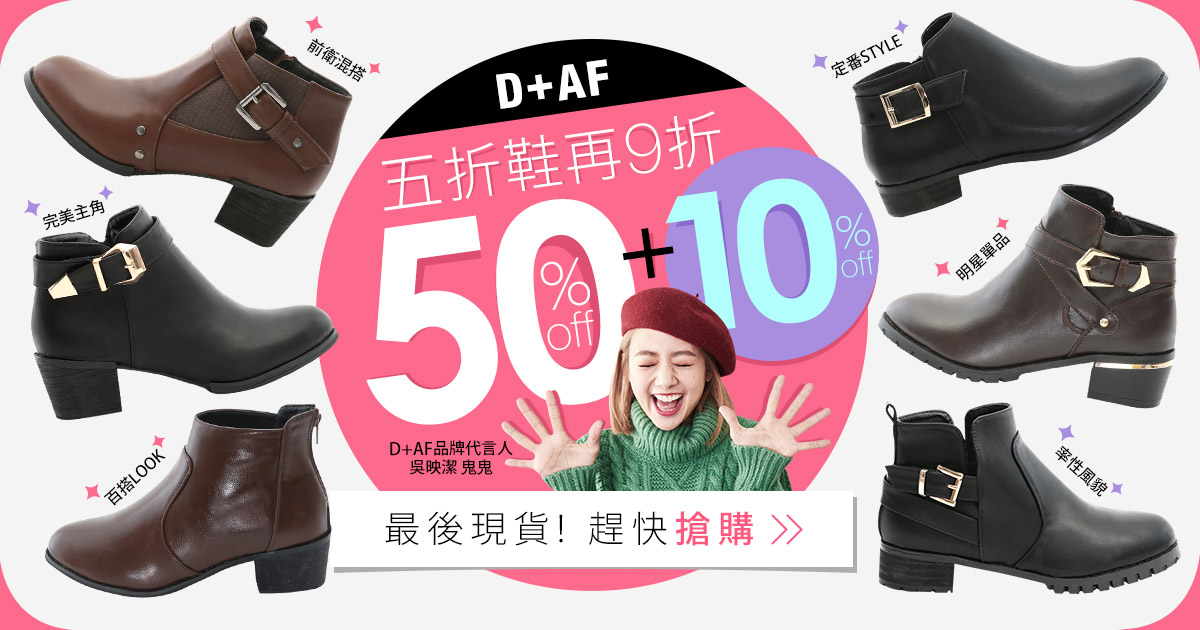 D+AF
五折鞋再9折
50%off
+
10%off
前衛混搭
定番STYLE
完美主角
明星單品
百搭LOOK
率性風貌
D+AF品牌代言人
吳映潔 鬼鬼
最後現貨! 趕快搶購 >>